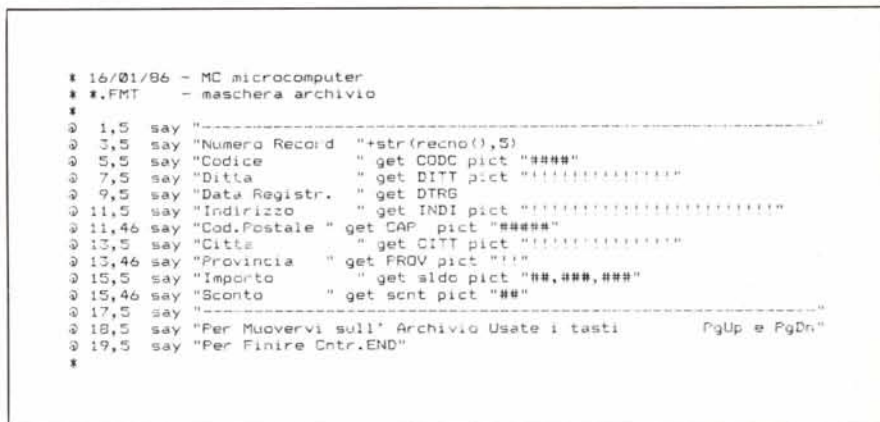 * 16/01/86 - MC microcomputer
* *.FMT    - maschera archivio
*
@  1,5  say "----------------------------------------------------------------"
@  3,5  say "Numero Record  "+str(recno(),5)
@  5,5  say "Codice         " get CODC pict "####"
@  7,5  say "Ditta          " get DITT pict "!!!!!!!!!!!!!!!"
@  9,5  say "Data Registr.  " get DTRG
@ 11,5  say "Indirizzo      " get INDI pict "!!!!!!!!!!!!!!!!!!!!!!!!!"
@ 11,46 say "Cod.Postale " get CAP  pict "#####"
@ 13,5  say "Citta          " get CITT pict "!!!!!!!!!!!!!!!"
@ 13,46 say "Provincia   " get PROV pict "!!"
@ 15,5  say "Importo        " get sldo pict "##,###,###"
@ 15,46 say "Sconto      " get scnt pict "##"
@ 17,5  say "----------------------------------------------------------------"
@ 18,5  say "Per Muovervi sull' Archivio Usate i tasti        PgUp e PgDn"
@ 19,5  say "Per Finire Cntr.END"
*